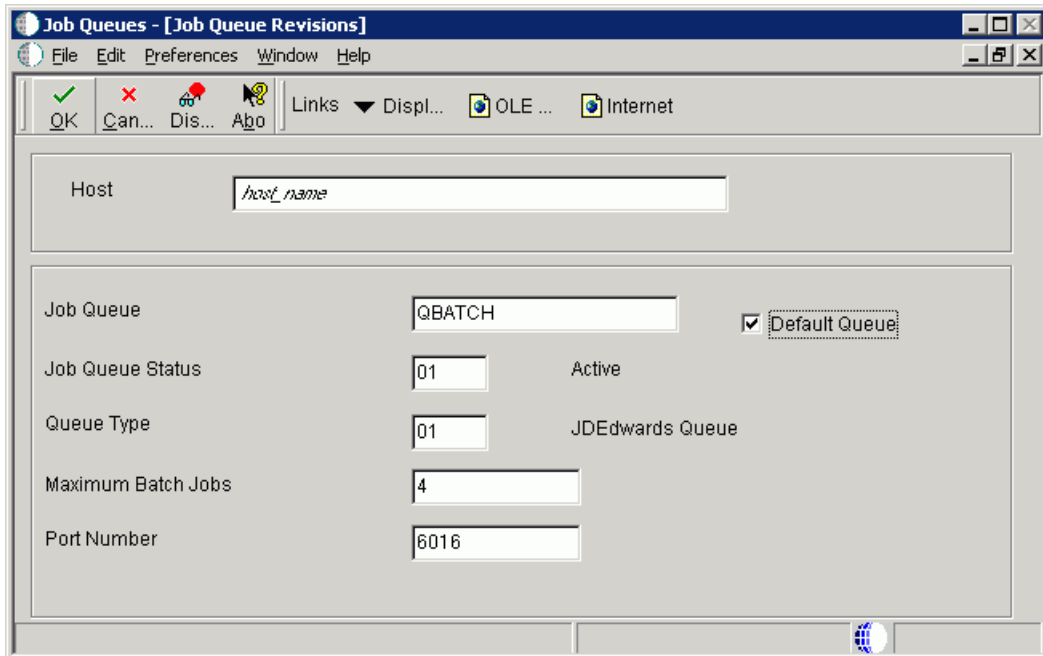 Job Queues - [Job Queue Revisions]
File Edit Preferences Window Help
OK Can... Dis... Abo Links Displ... OLE ... Internet
Host host_name
Job Queue QBATCH Default Queue
Job Queue Status 01 Active
Queue Type 01 JDEdwards Queue
Maximum Batch Jobs 4
Port Number 6016